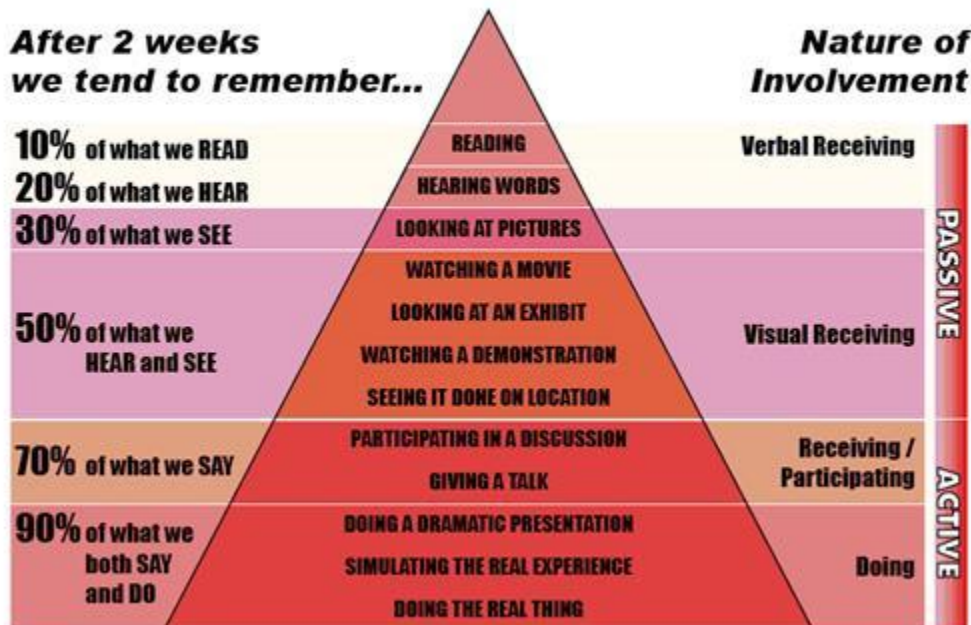 After 2 weeks
we tend to remember...
Nature of
Involvement
10% of what we READ
READING
Verbal Receiving
20% of what we HEAR
HEARING WORDS
30% of what we SEE
LOOKING AT PICTURES
50% of what we
HEAR and SEE
WATCHING A MOVIE
LOOKING AT AN EXHIBIT
WATCHING A DEMONSTRATION
SEEING IT DONE ON LOCATION
Visual Receiving
PASSIVE
70% of what we SAY
PARTICIPATING IN A DISCUSSION
GIVING A TALK
Receiving /
Participating
90% of what we
both SAY
and DO
DOING A DRAMATIC PRESENTATION
SIMULATING THE REAL EXPERIENCE
DOING THE REAL THING
Doing
ACTIVE